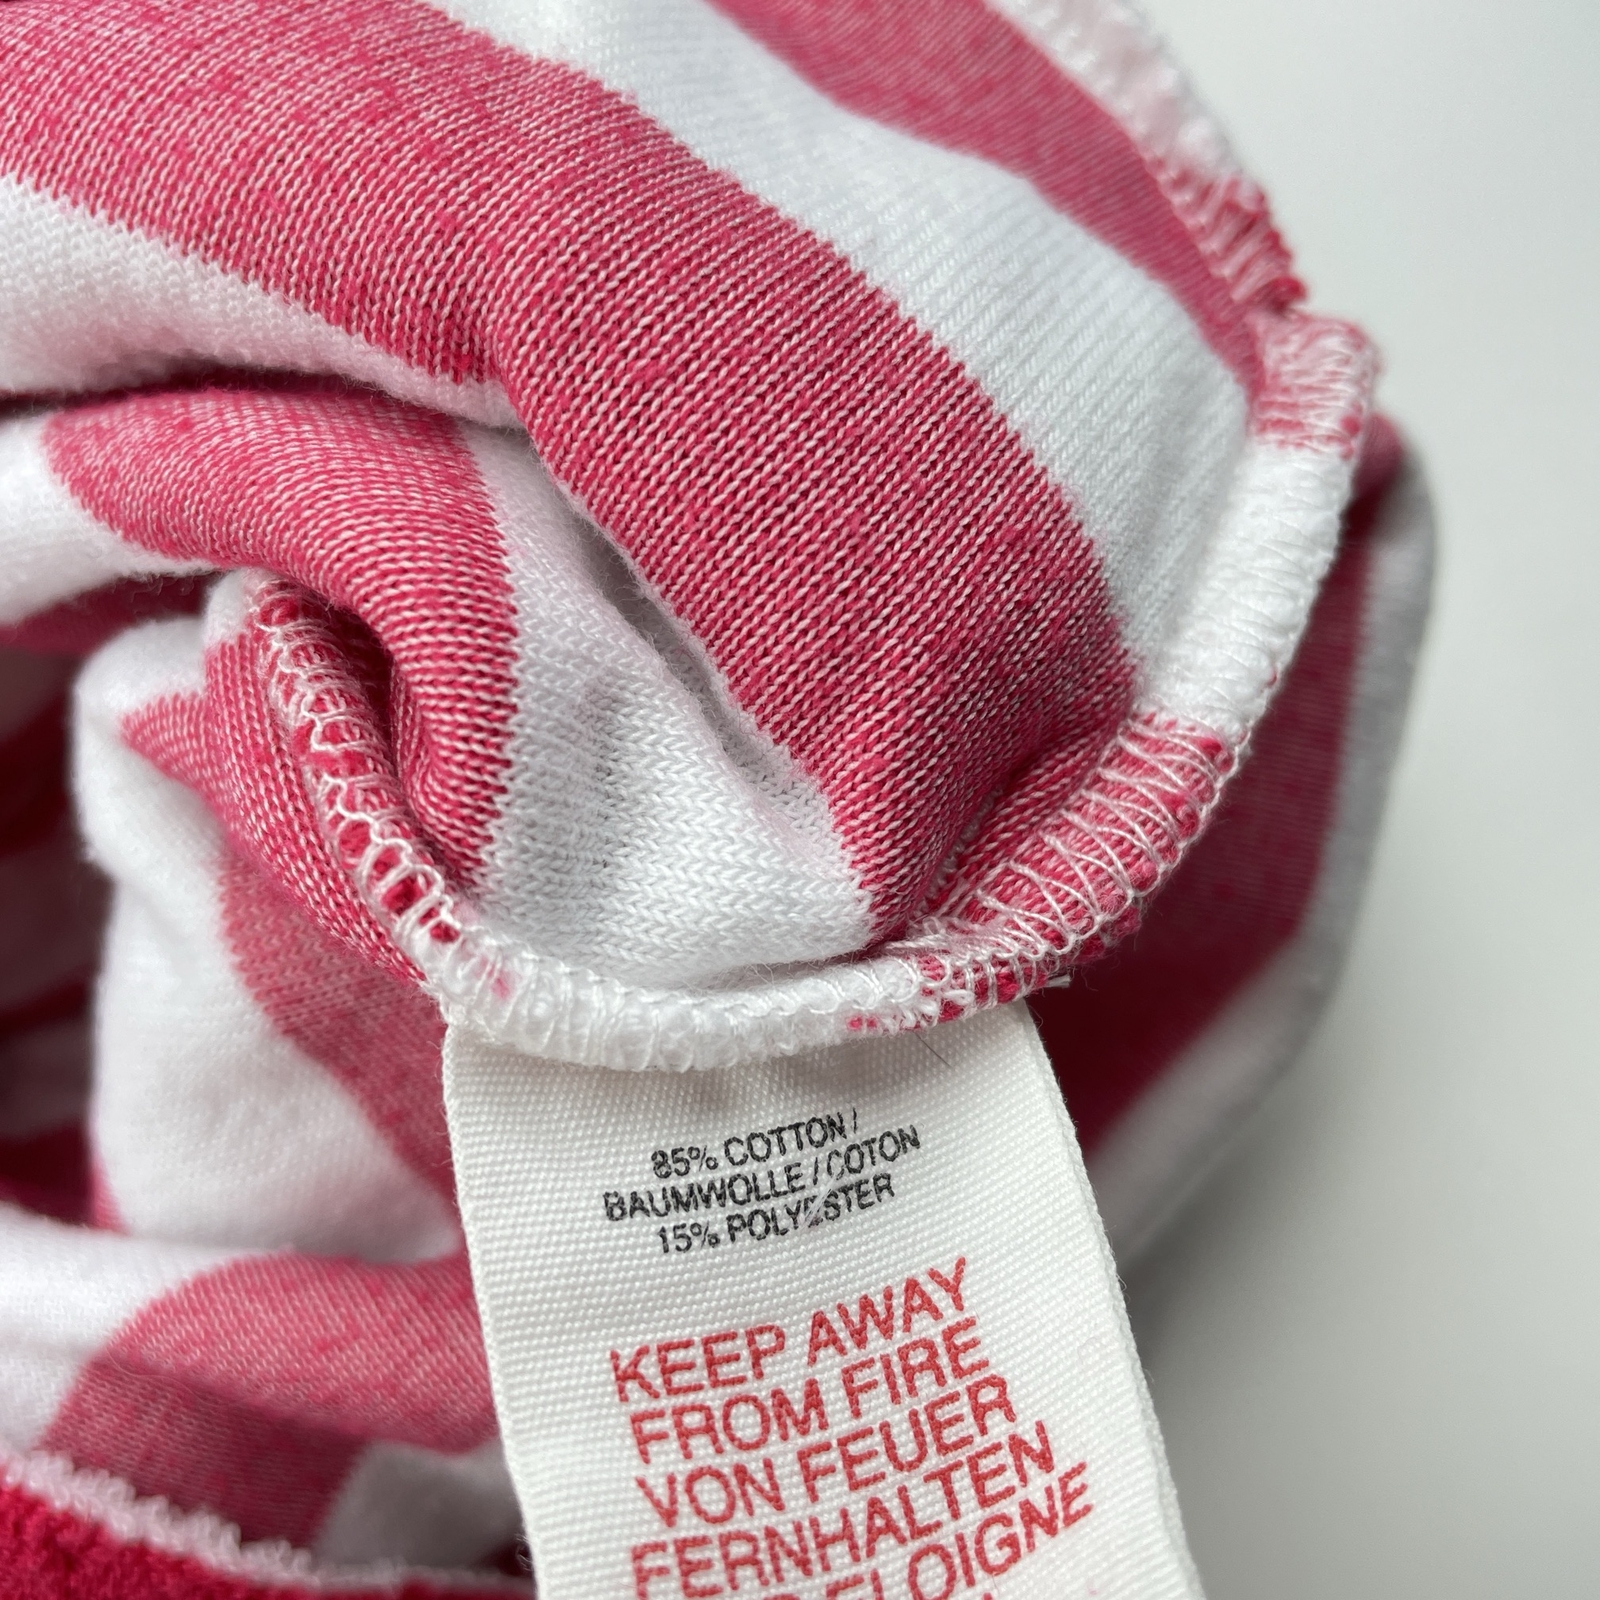 85% COTTON /
BAUMWOLLE / COTON
15% POLYESTER
KEEP AWAY
FROM FIRE
VON FEUER
FERNHALTEN